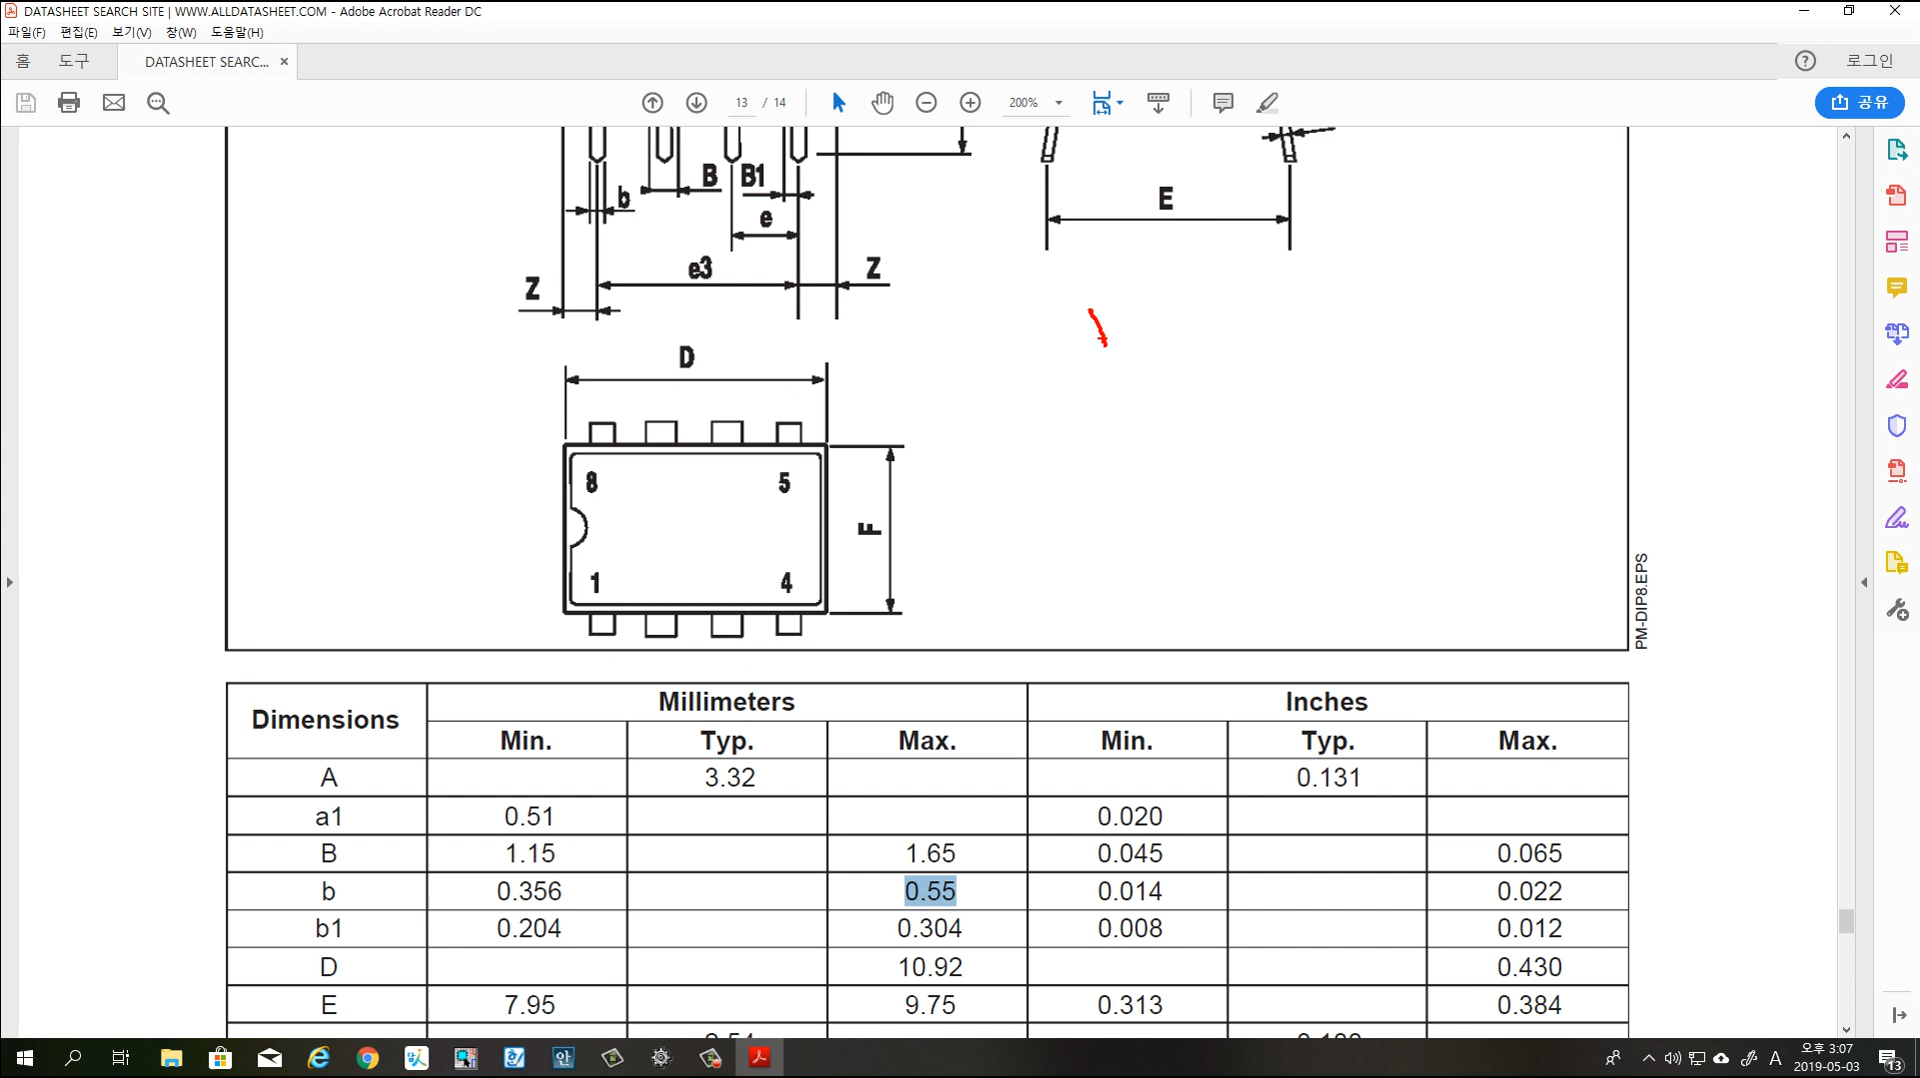 DATASHEET SEARCH SITE | WWW.ALLDATASHEET.COM - Adobe Acrobat Reader DC
파일(F) 편집(E) 보기(V) 창(W) 도움말(H)
홈 도구 DATASHEET SEARC... × ? 로그인
13 / 14 200% 공유
B B1
b
e
E
e3
Z Z
D
8 5
F
1 4
PM-DIP8.EPS
Dimensions Millimeters Inches
Min. Typ. Max. Min. Typ. Max.
A 3.32 0.131
a1 0.51 0.020
B 1.15 1.65 0.045 0.065
b 0.356 0.55 0.014 0.022
b1 0.204 0.304 0.008 0.012
D 10.92 0.430
E 7.95 9.75 0.313 0.384
A 오후 3:07
2019-05-03 13